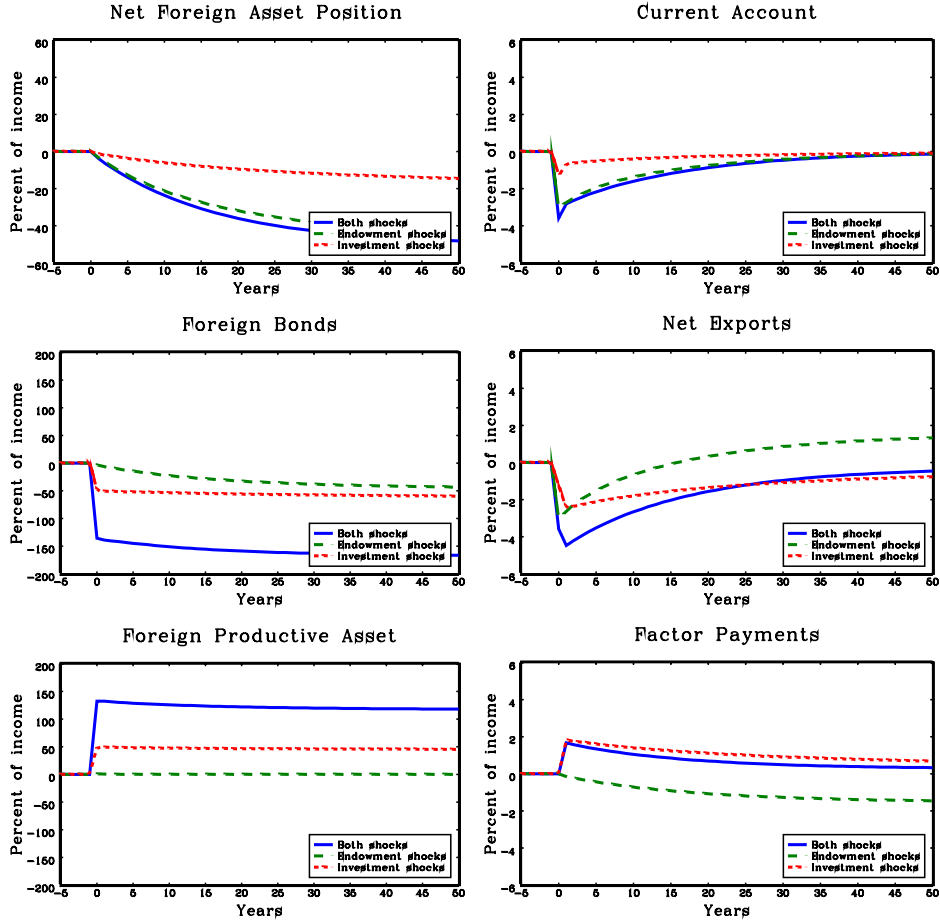 Net Foreign Asset Position
Percent of income
60
40
20
0
-20
-40
-60
Both shocks
Endowment shocks
Investment shocks
-5 0 5 10 15 20 25 30 35 40 45 50
Years
Current Account
Percent of income
6
4
2
0
-2
-4
-6
Both shocks
Endowment shocks
Investment shocks
-5 0 5 10 15 20 25 30 35 40 45 50
Years
Foreign Bonds
Percent of income
200
150
100
50
0
-50
-100
-150
-200
Both shocks
Endowment shocks
Investment shocks
-5 0 5 10 15 20 25 30 35 40 45 50
Years
Net Exports
Percent of income
6
4
2
0
-2
-4
-6
Both shocks
Endowment shocks
Investment shocks
-5 0 5 10 15 20 25 30 35 40 45 50
Years
Foreign Productive Asset
Percent of income
200
150
100
50
0
-50
-100
-150
-200
Both shocks
Endowment shocks
Investment shocks
-5 0 5 10 15 20 25 30 35 40 45 50
Years
Factor Payments
Percent of income
6
4
2
0
-2
-4
-6
Both shocks
Endowment shocks
Investment shocks
-5 0 5 10 15 20 25 30 35 40 45 50
Years